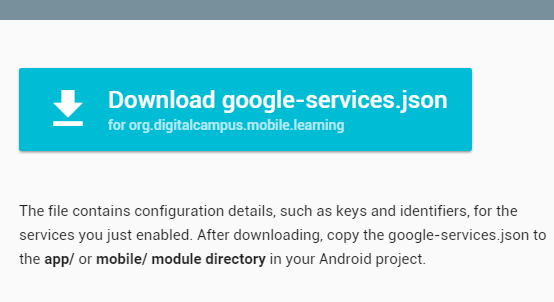 Download google-services.json
for org.digitalcampus.mobile.learning
The file contains configuration details, such as keys and identifiers, for the
services you just enabled. After downloading, copy the google-services.json to
the app/ or mobile/ module directory in your Android project.